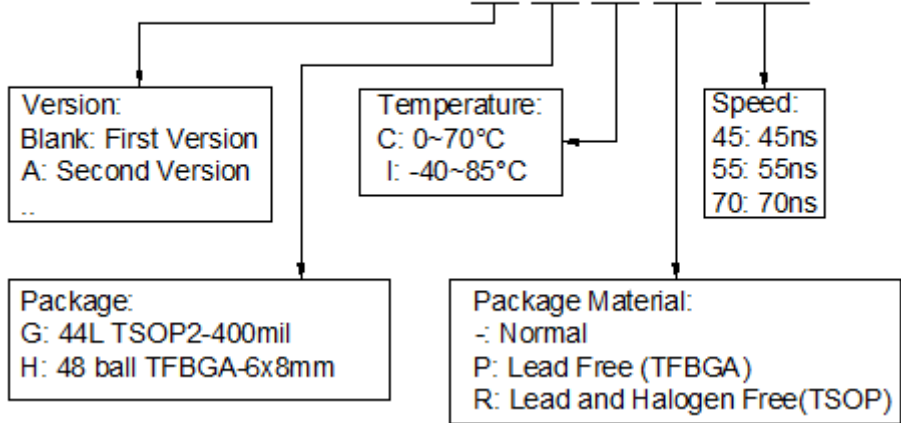 Version:
Blank: First Version
A: Second Version
..
Temperature:
C: 0~70°C
I: -40~85°C
Speed:
45: 45ns
55: 55ns
70: 70ns
Package:
G: 44L TSOP2-400mil
H: 48 ball TFBGA-6x8mm
Package Material:
-: Normal
P: Lead Free (TFBGA)
R: Lead and Halogen Free(TSOP)